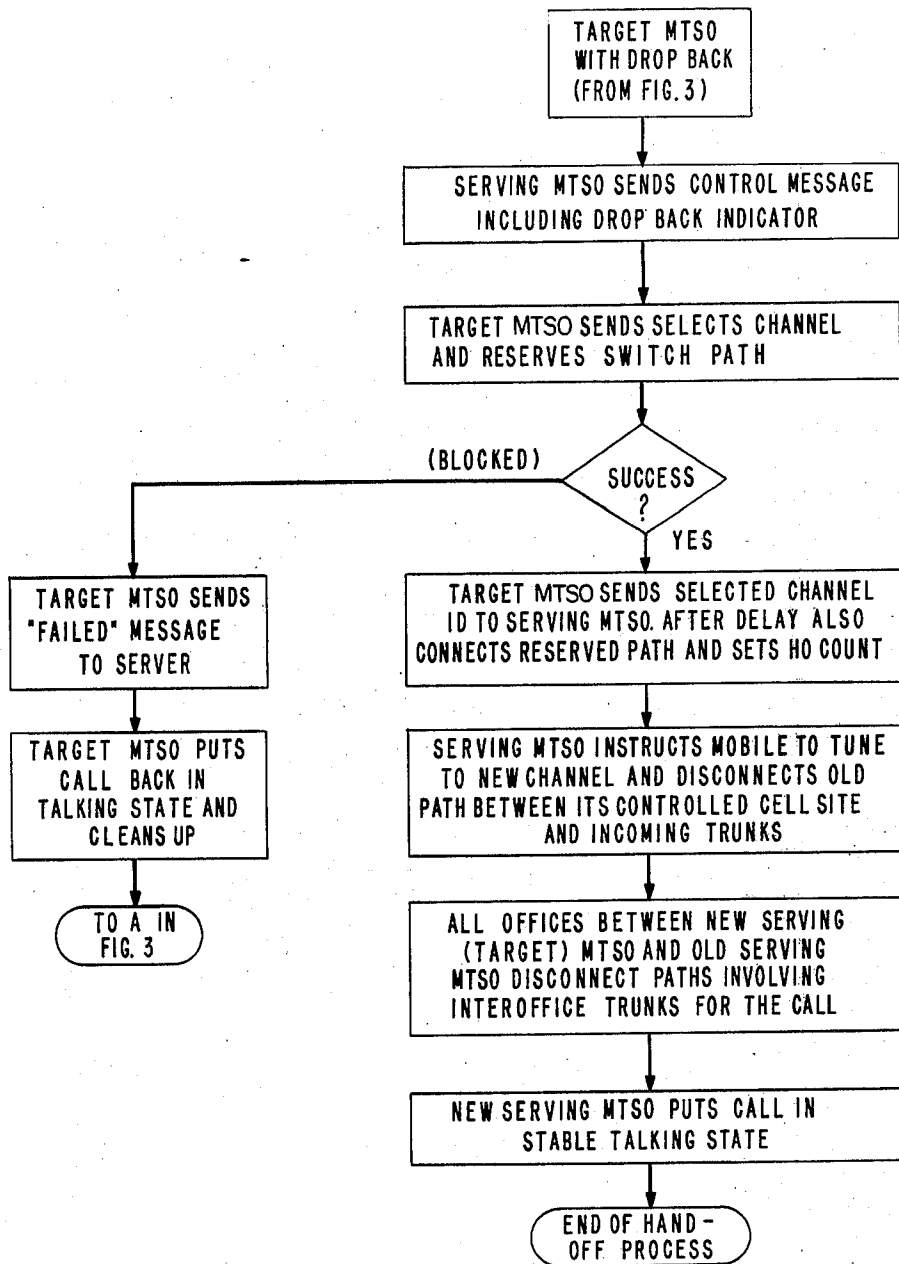 TARGET MTSO
WITH DROP BACK
(FROM FIG. 3)
SERVING MTSO SENDS CONTROL MESSAGE
INCLUDING DROP BACK INDICATOR
TARGET MTSO SENDS SELECTS CHANNEL
AND RESERVES SWITCH PATH
(BLOCKED)
SUCCESS
?
YES
TARGET MTSO SENDS
"FAILED" MESSAGE
TO SERVER
TARGET MTSO PUTS
CALL BACK IN
TALKING STATE AND
CLEANS UP
TO A IN
FIG. 3
TARGET MTSO SENDS SELECTED CHANNEL
ID TO SERVING MTSO. AFTER DELAY ALSO
CONNECTS RESERVED PATH AND SETS HO COUNT
SERVING MTSO INSTRUCTS MOBILE TO TUNE
TO NEW CHANNEL AND DISCONNECTS OLD
PATH BETWEEN ITS CONTROLLED CELL SITE
AND INCOMING TRUNKS
ALL OFFICES BETWEEN NEW SERVING
(TARGET) MTSO AND OLD SERVING
MTSO DISCONNECT PATHS INVOLVING
INTEROFFICE TRUNKS FOR THE CALL
NEW SERVING MTSO PUTS CALL IN
STABLE TALKING STATE
END OF HAND-
OFF PROCESS